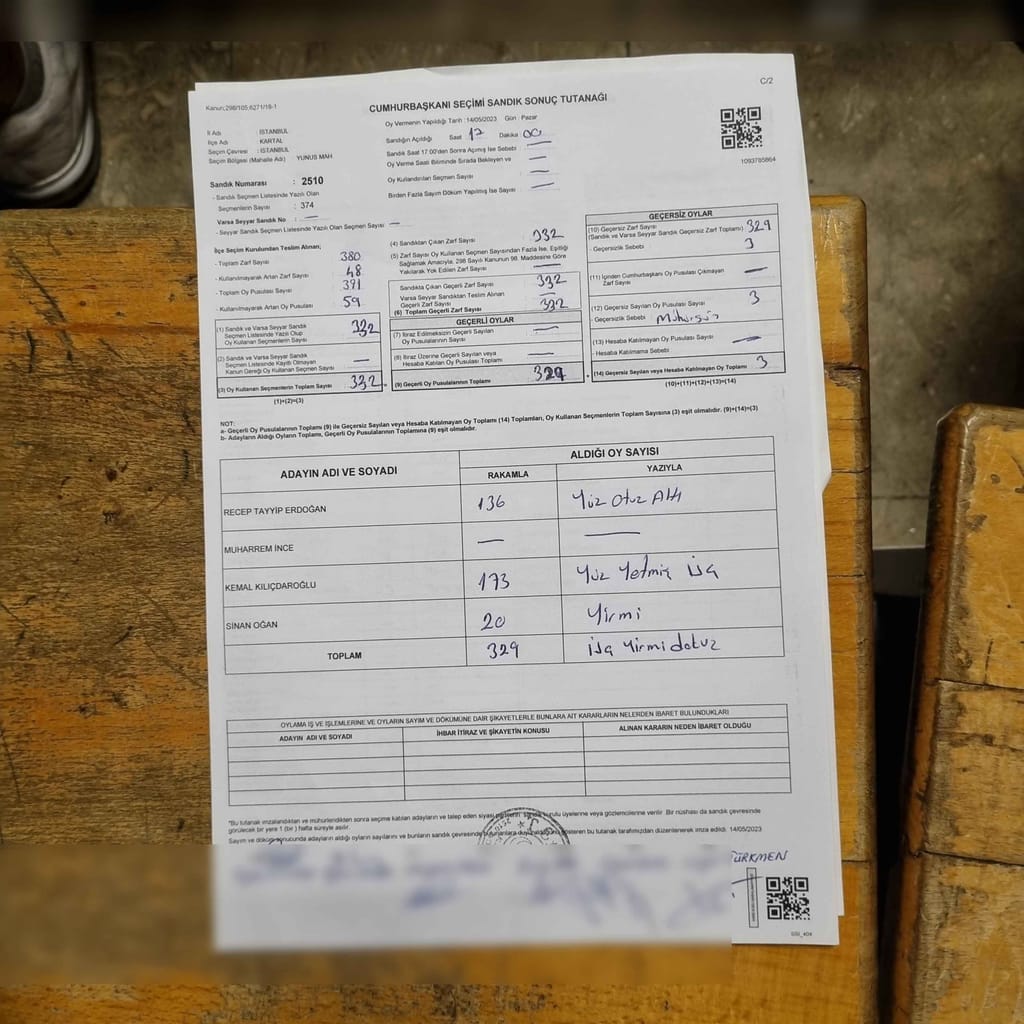 C/2
Kanun;298/105;6271/18-1
CUMHURBAŞKANI SEÇİMİ SANDIK SONUÇ TUTANAĞI
İl Adı : İSTANBUL
İlçe Adı : KARTAL
Seçim Çevresi : İSTANBUL
Seçim Bölgesi (Mahalle Adı) YUNUS MAH
Sandık Numarası : 2510
- Sandık Seçmen Listesinde Yazılı Olan
Seçmenlerin Sayısı : 374
Varsa Seyyar Sandık No : —
- Seyyar Sandık Seçmen Listesinde Yazılı Olan Seçmen Sayısı —
Oy Vermenin Yapıldığı Tarih :14/05/2023 Gün : Pazar
Sandığın Açıldığı Saat 17 Dakika 00
Sandık Saat 17:00'den Sonra Açmış İse Sebebi —
Oy Verme Saati Bitiminde Sırada Bekleyen ve —
Oy Kullandırılan Seçmen Sayısı —
Birden Fazla Sayım Döküm Yapılmış İse Sayısı —
1093785864
İlçe Seçim Kurulundan Teslim Alınan;
- Toplam Zarf Sayısı 380
- Kullanılmayarak Artan Zarf Sayısı 48
- Toplam Oy Pusulası Sayısı 391
- Kullanılmayarak Artan Oy Pusulası 59
(1) Sandık ve Varsa Seyyar Sandık
Seçmen Listesinde Yazılı Olup
Oy Kullanan Seçmenlerin Sayısı 332
(2) Sandık ve Varsa Seyyar Sandık
Seçmen Listesinde Kaydı Olmayan
Kanun Gereği Oy Kullanan Seçmen Sayısı —
(3) Oy Kullanan Seçmenlerin Toplam Sayısı 332
(1)+(2)=(3)
(4) Sandıktan Çıkan Zarf Sayısı 332
(5) Zarf Sayısı Oy Kullanan Seçmen Sayısından Fazla İse, Eşitliği
Sağlamak Amacıyla, 298 Sayılı Kanunun 98. Maddesine Göre
Yakılarak Yok Edilen Zarf Sayısı —
Sandıkta Çıkan Geçerli Zarf Sayısı 332
Varsa Seyyar Sandıktan Teslim Alınan
Geçerli Zarf Sayısı —
(6) Toplam Geçerli Zarf Sayısı 332
GEÇERLİ OYLAR
(7) İtiraz Edilmeksizin Geçerli Sayılan
Oy Pusulalarının Sayısı —
(8) İtiraz Üzerine Geçerli Sayılan veya
Hesaba Katılan Oy Pusulası Toplamı —
(9) Geçerli Oy Pusulalarının Toplamı 329
GEÇERSİZ OYLAR
(10) Geçersiz Zarf Sayısı 329
(Sandık ve Varsa Seyyar Sandık Geçersiz Zarf Toplamı)
- Geçersizlik Sebebi 3
(11) İçinden Cumhurbaşkanı Oy Pusulası Çıkmayan
Zarf Sayısı —
(12) Geçersiz Sayılan Oy Pusulası Sayısı 3
- Geçersizlik Sebebi Mühürsüz
(13) Hesaba Katılmayan Oy Pusulası Sayısı —
- Hesaba Katılmama Sebebi
(14) Geçersiz Sayılan veya Hesaba Katılmayan Oy Toplamı 3
(10)+(11)+(12)+(13)=(14)
NOT:
a- Geçerli Oy Pusulalarının Toplamı (9) ile Geçersiz Sayılan veya Hesaba Katılmayan Oy Toplamı (14) Toplamları, Oy Kullanan Seçmenlerin Toplam Sayısına (3) eşit olmalıdır. (9)+(14)=(3)
b- Adayların Aldığı Oyların Toplamı, Geçerli Oy Pusulalarının Toplamına (9) eşit olmalıdır.
ADAYIN ADI VE SOYADI ALDIĞI OY SAYISI
RAKAMLA YAZIYLA
RECEP TAYYİP ERDOĞAN 136 Yüz Otuz Altı
MUHARREM İNCE — —
KEMAL KILIÇDAROĞLU 173 Yüz Yetmiş üç
SİNAN OĞAN 20 Yirmi
TOPLAM 329 üç Yirmi dokuz
OYLAMA İŞ VE İŞLEMLERİNE VE OYLARIN SAYIM VE DÖKÜMÜNE DAİR ŞİKAYETLERLE BUNLARA AİT KARARLARIN NELERDEN İBARET BULUNDUKLARI
ADAYIN ADI VE SOYADI İHBAR İTİRAZ VE ŞİKAYETİN KONUSU ALINAN KARARIN NEDEN İBARET OLDUĞU
*Bu tutanak imzalandıktan ve mühürlendikten sonra seçime katılan adayların ve talep eden siyasi partilerin, sandık kurulu üyelerine veya gözlemcilerine verilir. Bir nüshası da sandık çevresinde
görülecek bir yere 1 (bir ) hafta süreyle asılır.
Sayım ve döküm sonucunda adayların aldığı oyların sayılarını ve bunların sandık çevresinde gösteren bu tutanak tarafımızdan düzenlenerek imza edildi. 14/05/2023
TÜRKMEN